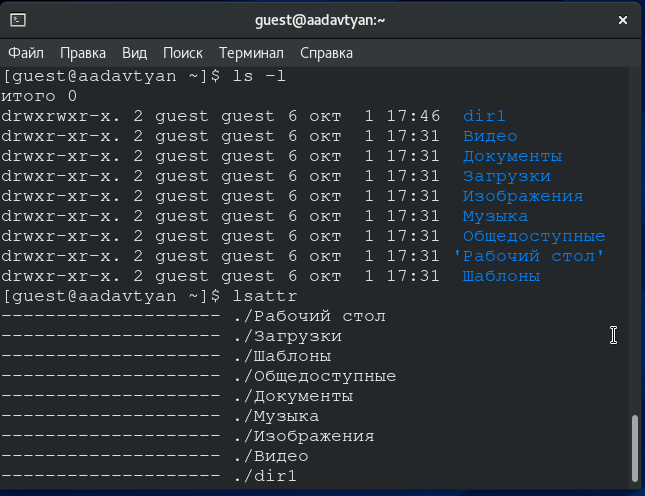 guest@aadavtyan:~
Файл Правка Вид Поиск Терминал Справка
[guest@aadavtyan ~]$ ls -l
итого 0
drwxrwxr-x. 2 guest guest 6 окт  1 17:46  dir1
drwxr-xr-x. 2 guest guest 6 окт  1 17:31  Видео
drwxr-xr-x. 2 guest guest 6 окт  1 17:31  Документы
drwxr-xr-x. 2 guest guest 6 окт  1 17:31  Загрузки
drwxr-xr-x. 2 guest guest 6 окт  1 17:31  Изображения
drwxr-xr-x. 2 guest guest 6 окт  1 17:31  Музыка
drwxr-xr-x. 2 guest guest 6 окт  1 17:31  Общедоступные
drwxr-xr-x. 2 guest guest 6 окт  1 17:31 'Рабочий стол'
drwxr-xr-x. 2 guest guest 6 окт  1 17:31  Шаблоны
[guest@aadavtyan ~]$ lsattr
-------------------- ./Рабочий стол
-------------------- ./Загрузки
-------------------- ./Шаблоны
-------------------- ./Общедоступные
-------------------- ./Документы
-------------------- ./Музыка
-------------------- ./Изображения
-------------------- ./Видео
-------------------- ./dir1